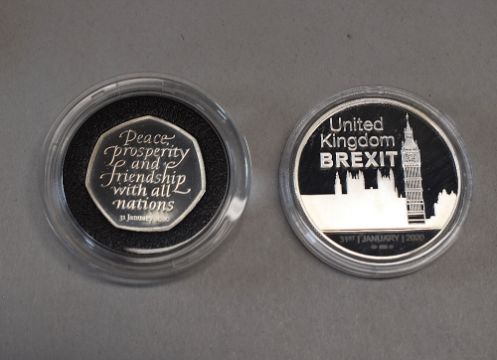 Peace,
prosperity
and
friendship
with all
nations
31 January 2020
United
Kingdom
BREXIT
31ST | JANUARY | 2020